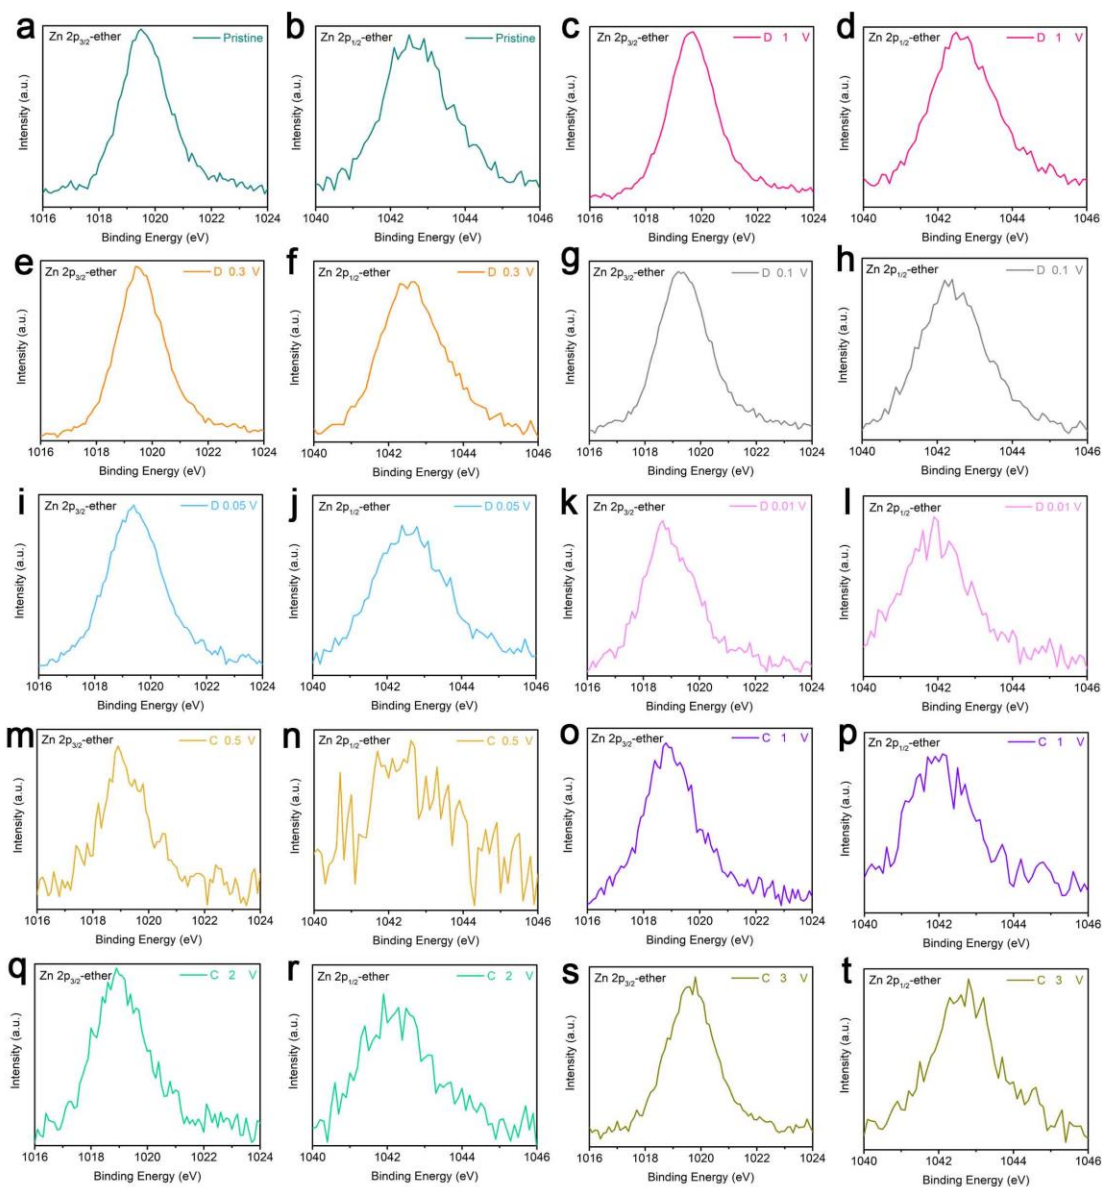 a
Zn 2p3/2-ether
Pristine
Intensity (a.u.)
1016 1018 1020 1022 1024
Binding Energy (eV)
b
Zn 2p1/2-ether
Pristine
Intensity (a.u.)
1040 1042 1044 1046
Binding Energy (eV)
c
Zn 2p3/2-ether
D 1 V
Intensity (a.u.)
1016 1018 1020 1022 1024
Binding Energy (eV)
d
Zn 2p1/2-ether
D 1 V
Intensity (a.u.)
1040 1042 1044 1046
Binding Energy (eV)
e
Zn 2p3/2-ether
D 0.3 V
Intensity (a.u.)
1016 1018 1020 1022 1024
Binding Energy (eV)
f
Zn 2p1/2-ether
D 0.3 V
Intensity (a.u.)
1040 1042 1044 1046
Binding Energy (eV)
g
Zn 2p3/2-ether
D 0.1 V
Intensity (a.u.)
1016 1018 1020 1022 1024
Binding Energy (eV)
h
Zn 2p1/2-ether
D 0.1 V
Intensity (a.u.)
1040 1042 1044 1046
Binding Energy (eV)
i
Zn 2p3/2-ether
D 0.05 V
Intensity (a.u.)
1016 1018 1020 1022 1024
Binding Energy (eV)
j
Zn 2p1/2-ether
D 0.05 V
Intensity (a.u.)
1040 1042 1044 1046
Binding Energy (eV)
k
Zn 2p3/2-ether
D 0.01 V
Intensity (a.u.)
1016 1018 1020 1022 1024
Binding Energy (eV)
l
Zn 2p1/2-ether
D 0.01 V
Intensity (a.u.)
1040 1042 1044 1046
Binding Energy (eV)
m
Zn 2p3/2-ether
C 0.5 V
Intensity (a.u.)
1016 1018 1020 1022 1024
Binding Energy (eV)
n
Zn 2p1/2-ether
C 0.5 V
Intensity (a.u.)
1040 1042 1044 1046
Binding Energy (eV)
o
Zn 2p3/2-ether
C 1 V
Intensity (a.u.)
1016 1018 1020 1022 1024
Binding Energy (eV)
p
Zn 2p1/2-ether
C 1 V
Intensity (a.u.)
1040 1042 1044 1046
Binding Energy (eV)
q
Zn 2p3/2-ether
C 2 V
Intensity (a.u.)
1016 1018 1020 1022 1024
Binding Energy (eV)
r
Zn 2p1/2-ether
C 2 V
Intensity (a.u.)
1040 1042 1044 1046
Binding Energy (eV)
s
Zn 2p3/2-ether
C 3 V
Intensity (a.u.)
1016 1018 1020 1022 1024
Binding Energy (eV)
t
Zn 2p1/2-ether
C 3 V
Intensity (a.u.)
1040 1042 1044 1046
Binding Energy (eV)